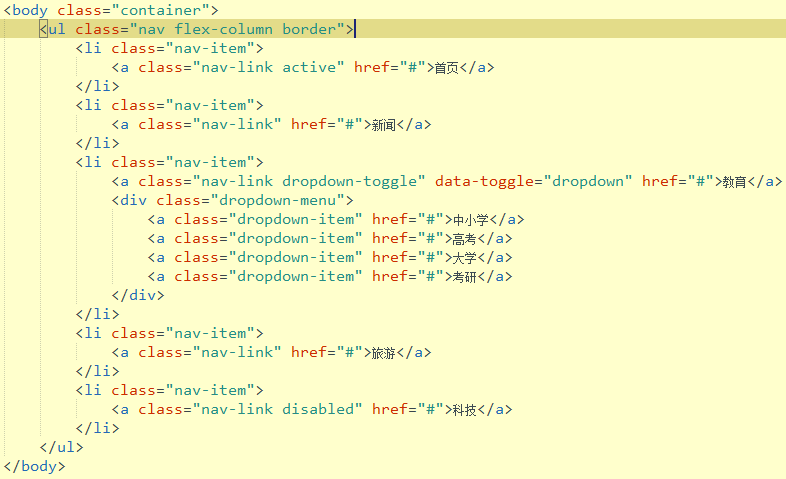 <body class="container">
<ul class="nav flex-column border">
<li class="nav-item">
<a class="nav-link active" href="#">首页</a>
</li>
<li class="nav-item">
<a class="nav-link" href="#">新闻</a>
</li>
<li class="nav-item">
<a class="nav-link dropdown-toggle" data-toggle="dropdown" href="#">教育</a>
<div class="dropdown-menu">
<a class="dropdown-item" href="#">中小学</a>
<a class="dropdown-item" href="#">高考</a>
<a class="dropdown-item" href="#">大学</a>
<a class="dropdown-item" href="#">考研</a>
</div>
</li>
<li class="nav-item">
<a class="nav-link" href="#">旅游</a>
</li>
<li class="nav-item">
<a class="nav-link disabled" href="#">科技</a>
</li>
</ul>
</body>